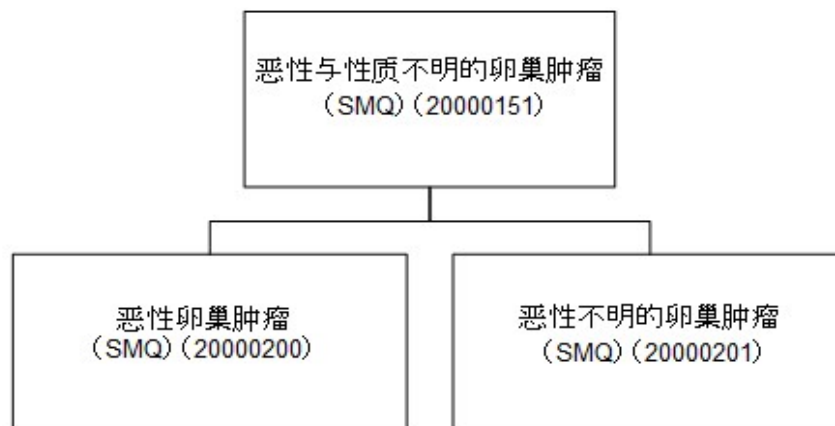 恶性与性质不明的卵巢肿瘤
(SMQ) (20000151)
恶性卵巢肿瘤
(SMQ) (20000200)
恶性不明的卵巢肿瘤
(SMQ) (20000201)